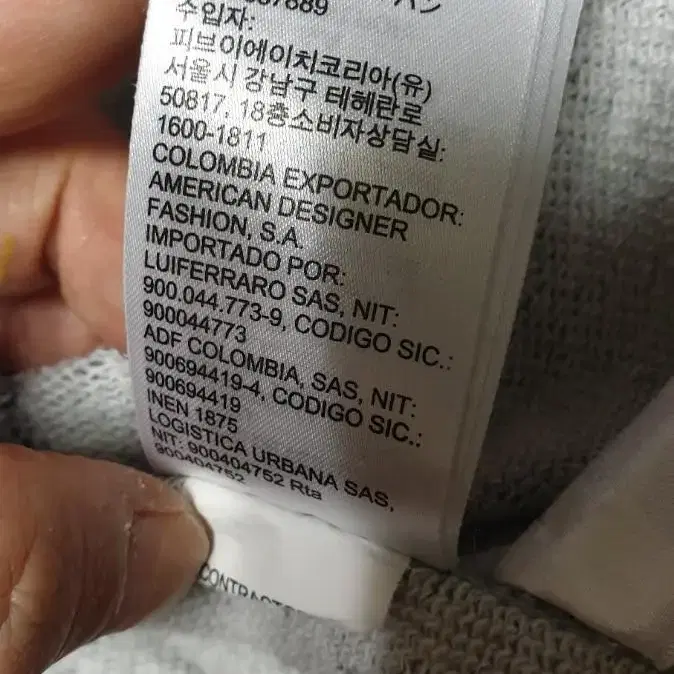 수입자:
피브이에이치코리아(유)
서울시 강남구 테헤란로
50817, 18층소비자상담실:
1600-1811
COLOMBIA EXPORTADOR:
AMERICAN DESIGNER
FASHION, S.A.
IMPORTADO POR:
LUIFERRARO SAS, NIT:
900.044.773-9, CODIGO SIC.:
900044773
ADF COLOMBIA, SAS, NIT:
900694419-4, CODIGO SIC.:
900694419
INEN 1875
LOGISTICA URBANA SAS,
NIT: 900404752 Rta
900404752